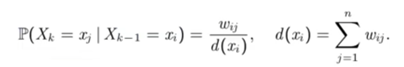 ℙ(X_k = x_j | X_{k−1} = x_i) = w_{ij} / d(x_i), d(x_i) = ∑_{j=1}^{n} w_{ij}.